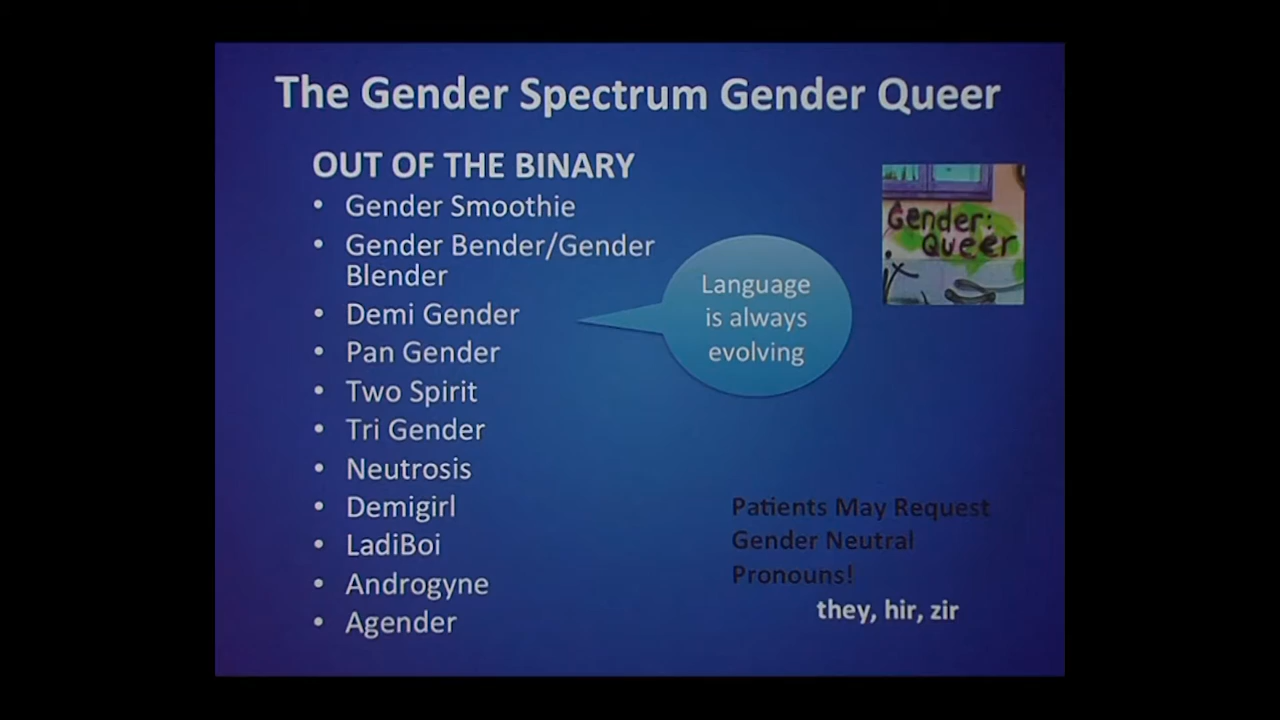 The Gender Spectrum Gender Queer
OUT OF THE BINARY
• Gender Smoothie
• Gender Bender/Gender
Blender
• Demi Gender
• Pan Gender
• Two Spirit
• Tri Gender
• Neutrosis
• Demigirl
• LadiBoi
• Androgyne
• Agender
Language
is always
evolving
Gender:
Queer
Patients May Request
Gender Neutral
Pronouns!
they, hir, zir